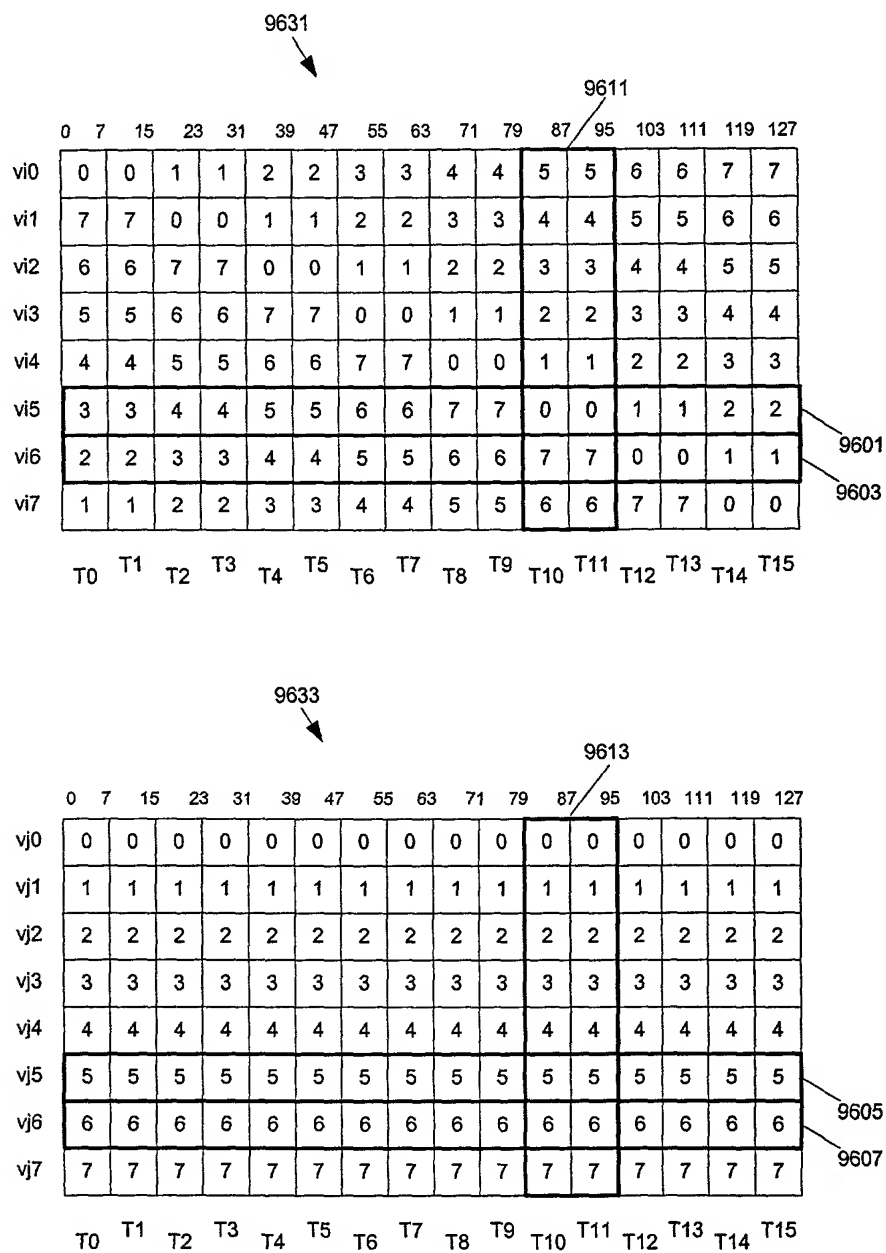 9631
9611
0 7 15 23 31 39 47 55 63 71 79 87 95 103 111 119 127
vi0 0 0 1 1 2 2 3 3 4 4 5 5 6 6 7 7
vi1 7 7 0 0 1 1 2 2 3 3 4 4 5 5 6 6
vi2 6 6 7 7 0 0 1 1 2 2 3 3 4 4 5 5
vi3 5 5 6 6 7 7 0 0 1 1 2 2 3 3 4 4
vi4 4 4 5 5 6 6 7 7 0 0 1 1 2 2 3 3
vi5 3 3 4 4 5 5 6 6 7 7 0 0 1 1 2 2
9601
vi6 2 2 3 3 4 4 5 5 6 6 7 7 0 0 1 1
9603
vi7 1 1 2 2 3 3 4 4 5 5 6 6 7 7 0 0
T0 T1 T2 T3 T4 T5 T6 T7 T8 T9 T10 T11 T12 T13 T14 T15
9633
9613
0 7 15 23 31 39 47 55 63 71 79 87 95 103 111 119 127
vj0 0 0 0 0 0 0 0 0 0 0 0 0 0 0 0 0
vj1 1 1 1 1 1 1 1 1 1 1 1 1 1 1 1 1
vj2 2 2 2 2 2 2 2 2 2 2 2 2 2 2 2 2
vj3 3 3 3 3 3 3 3 3 3 3 3 3 3 3 3 3
vj4 4 4 4 4 4 4 4 4 4 4 4 4 4 4 4 4
vj5 5 5 5 5 5 5 5 5 5 5 5 5 5 5 5 5
9605
vj6 6 6 6 6 6 6 6 6 6 6 6 6 6 6 6 6
9607
vj7 7 7 7 7 7 7 7 7 7 7 7 7 7 7 7 7
T0 T1 T2 T3 T4 T5 T6 T7 T8 T9 T10 T11 T12 T13 T14 T15